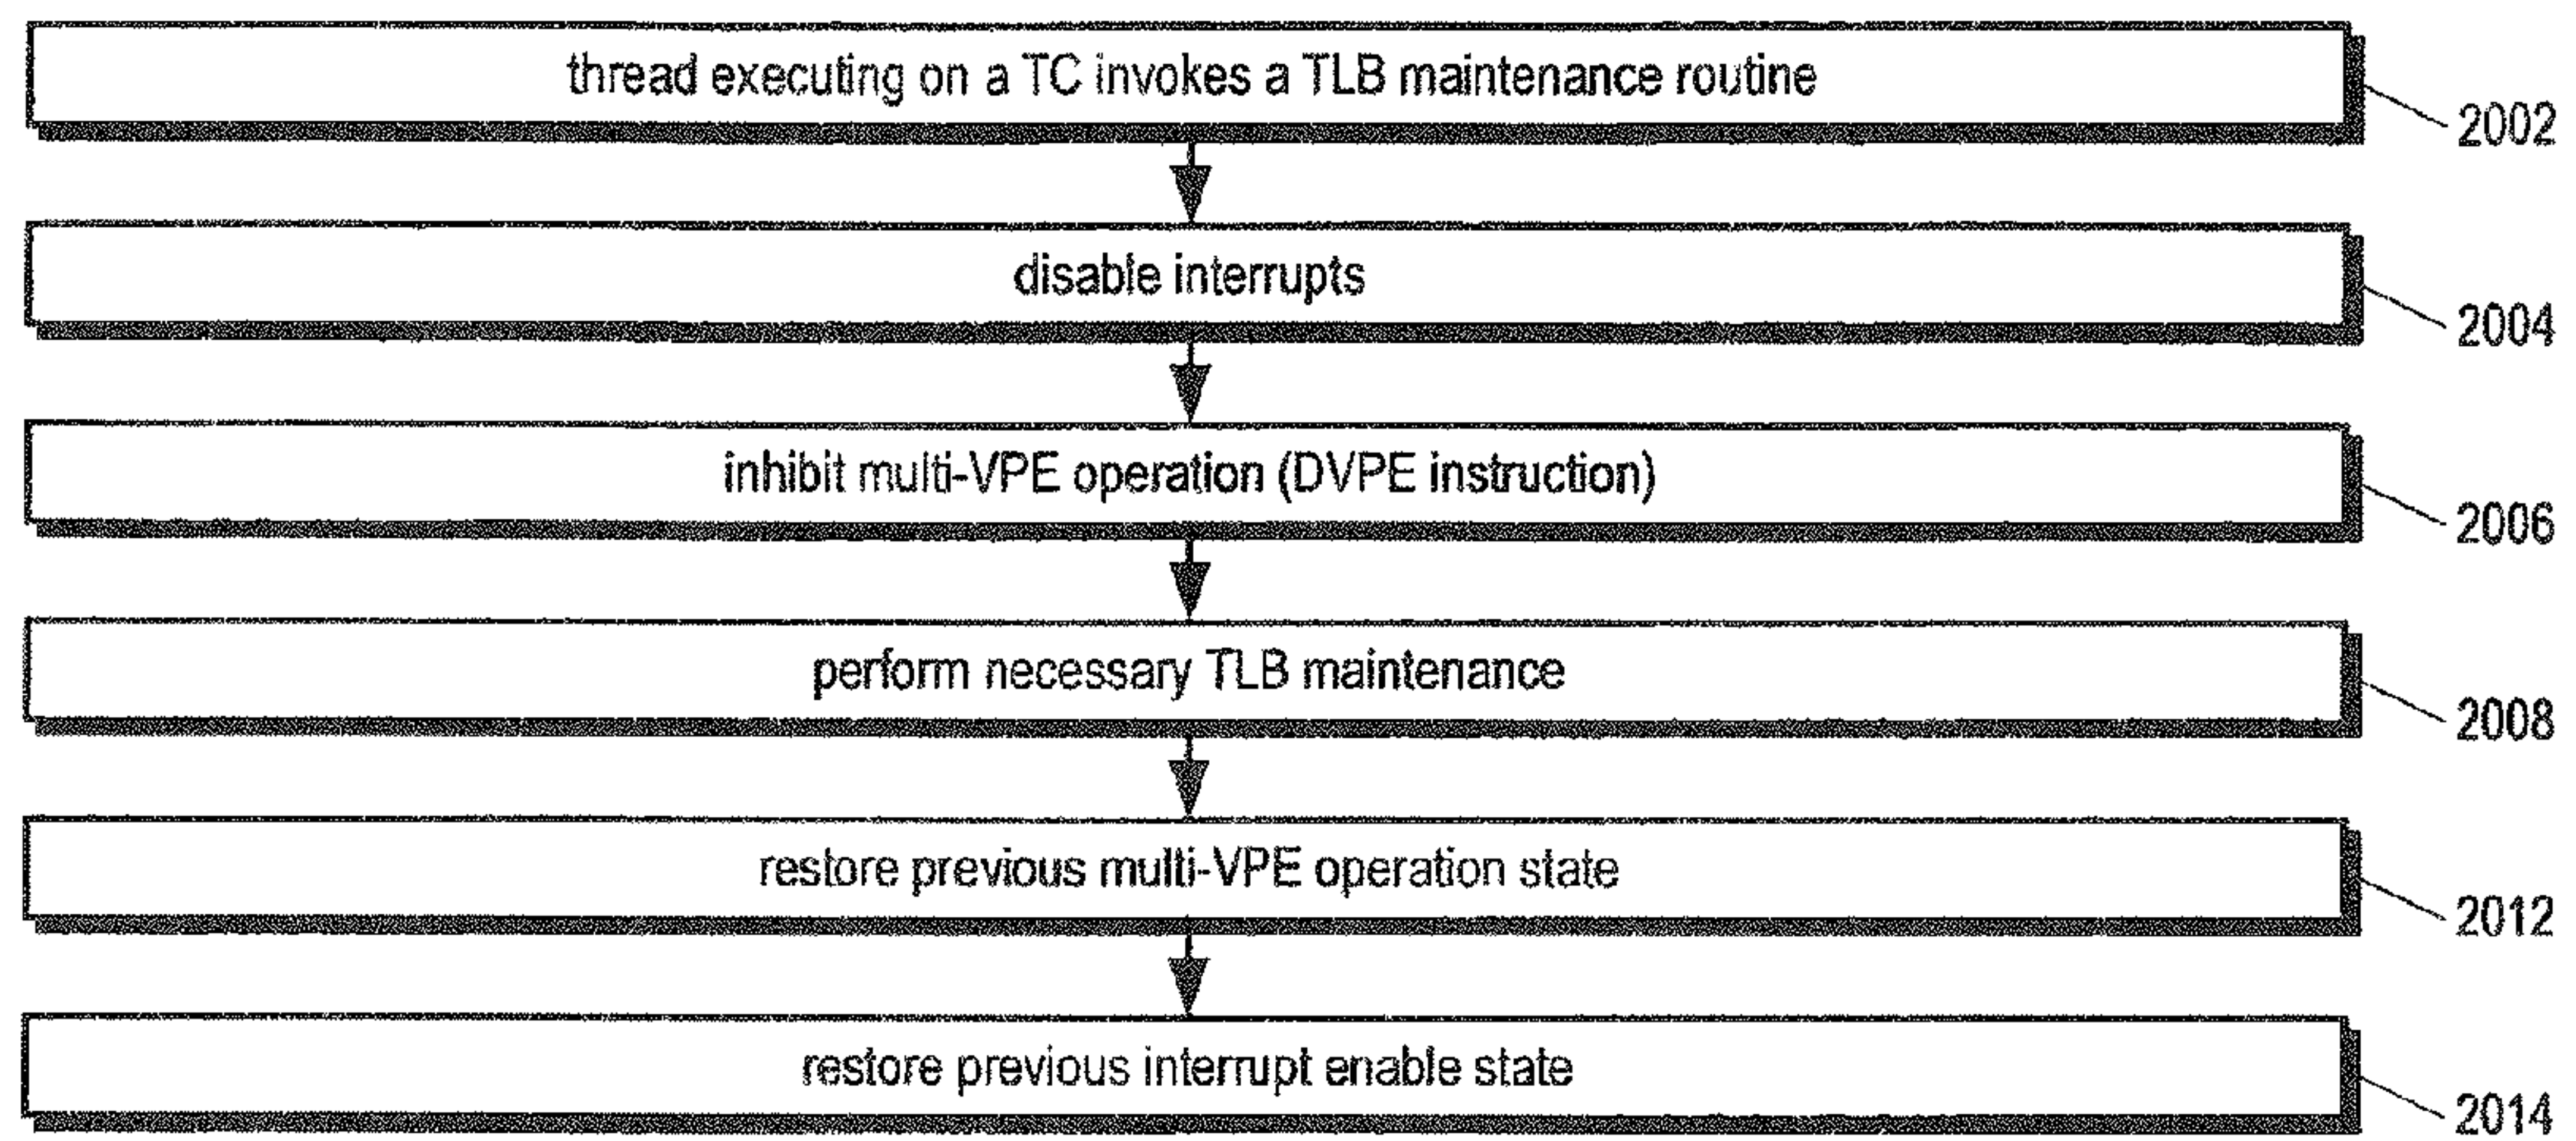 thread executing on a TC invokes a TLB maintenance routine
2002
disable interrupts
2004
inhibit multi-VPE operation (DVPE instruction)
2006
perform necessary TLB maintenance
2008
restore previous multi-VPE operation state
2012
restore previous interrupt enable state
2014